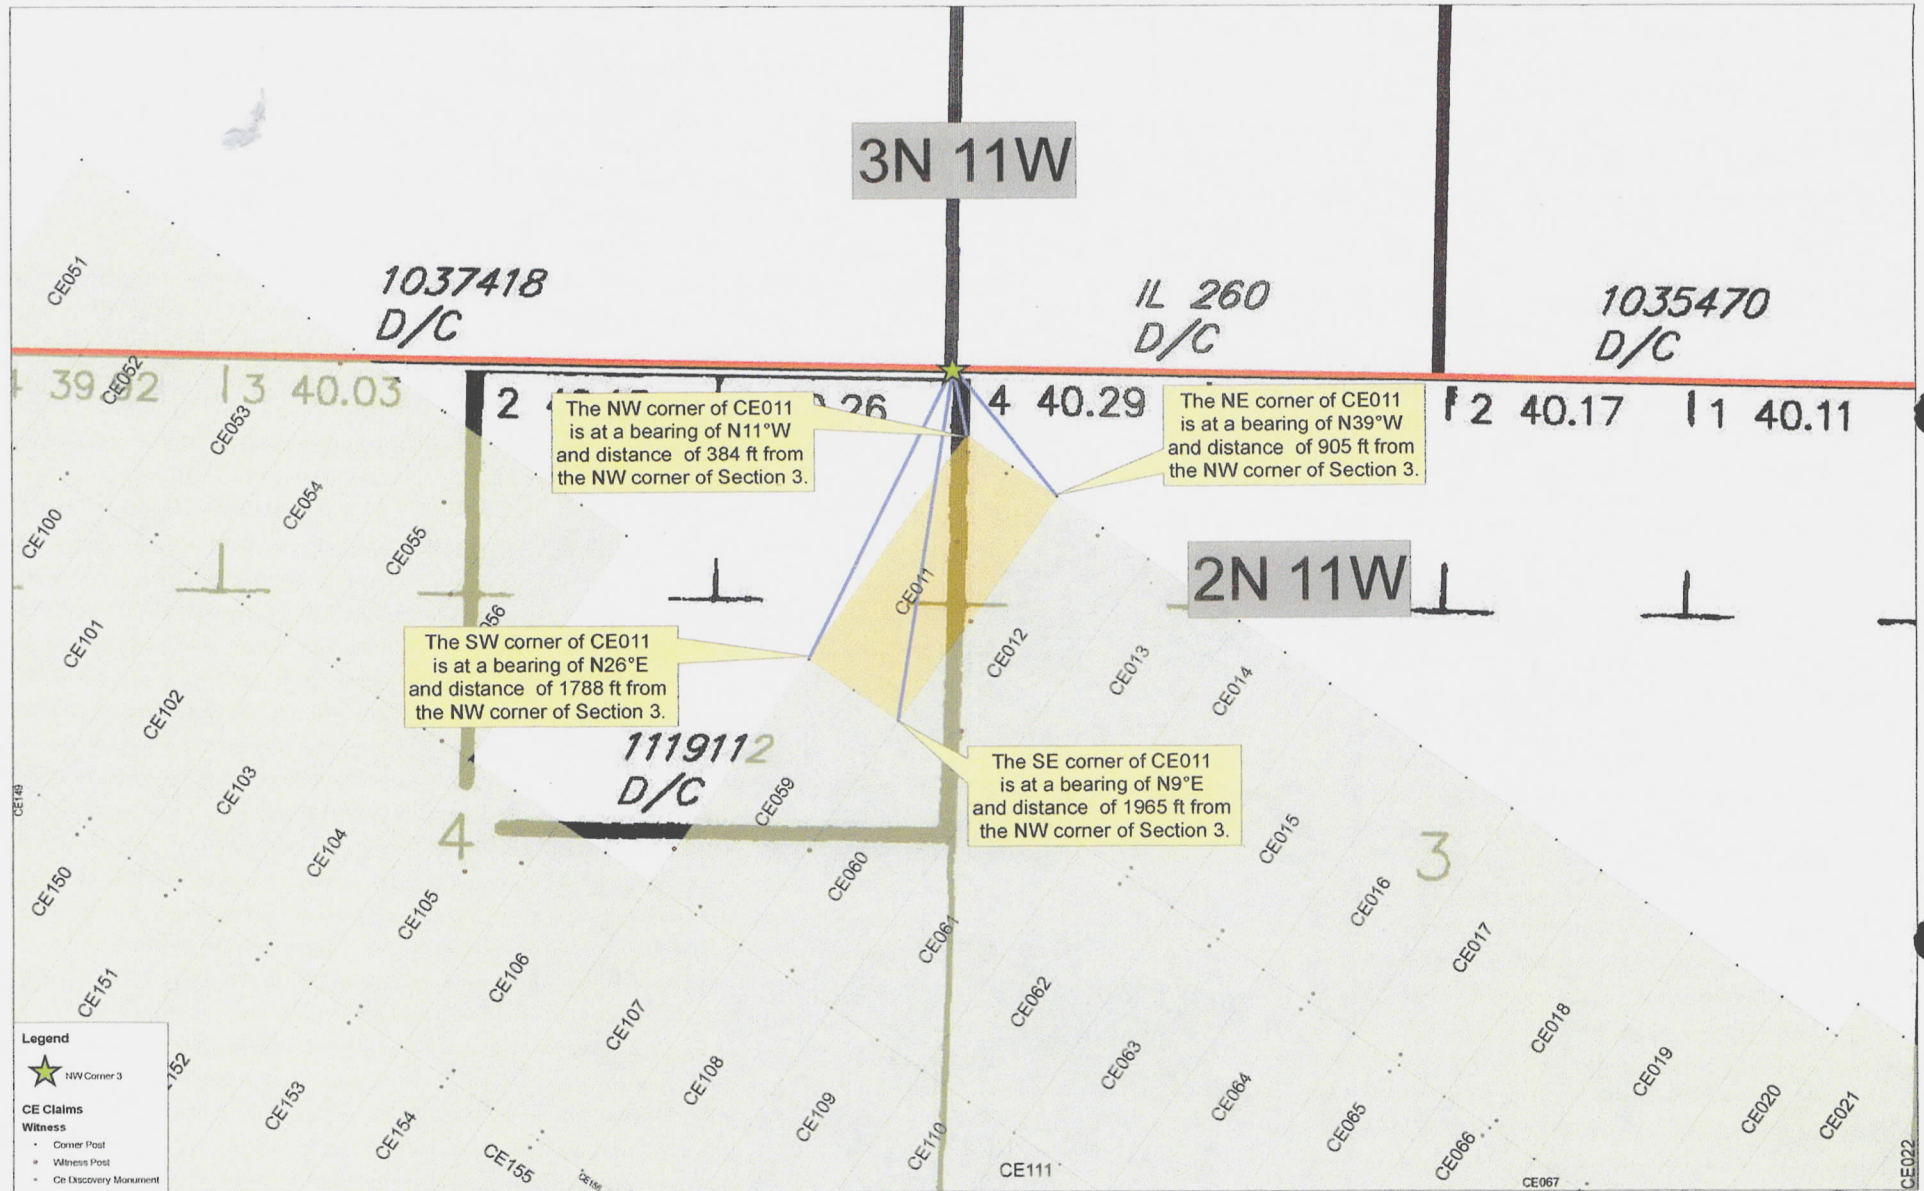 3N 11W
1037418
D/C
IL 260
D/C
1035470
D/C
CE051
39.92
3 40.03
2
.26
4 40.29
2 40.17
1 40.11
CE052
CE053
CE054
CE055
The NW corner of CE011
is at a bearing of N11°W
and distance of 384 ft from
the NW corner of Section 3.
The NE corner of CE011
is at a bearing of N39°W
and distance of 905 ft from
the NW corner of Section 3.
CE100
CE101
CE102
CE103
CE104
CE105
056
CE011
2N 11W
CE012
CE013
CE014
The SW corner of CE011
is at a bearing of N26°E
and distance of 1788 ft from
the NW corner of Section 3.
1119112
D/C
The SE corner of CE011
is at a bearing of N9°E
and distance of 1965 ft from
the NW corner of Section 3.
CE149
4
CE059
CE060
CE061
CE015
3
CE016
CE017
CE150
CE151
CE106
CE107
CE108
CE109
CE110
CE062
CE063
CE064
CE065
CE066
CE018
CE019
CE020
CE021
CE022
152
CE153
CE154
CE155
CE156
CE111
CE067
Legend
NW Corner 3
CE Claims
Witness
Corner Post
Witness Post
Ce Discovery Monument